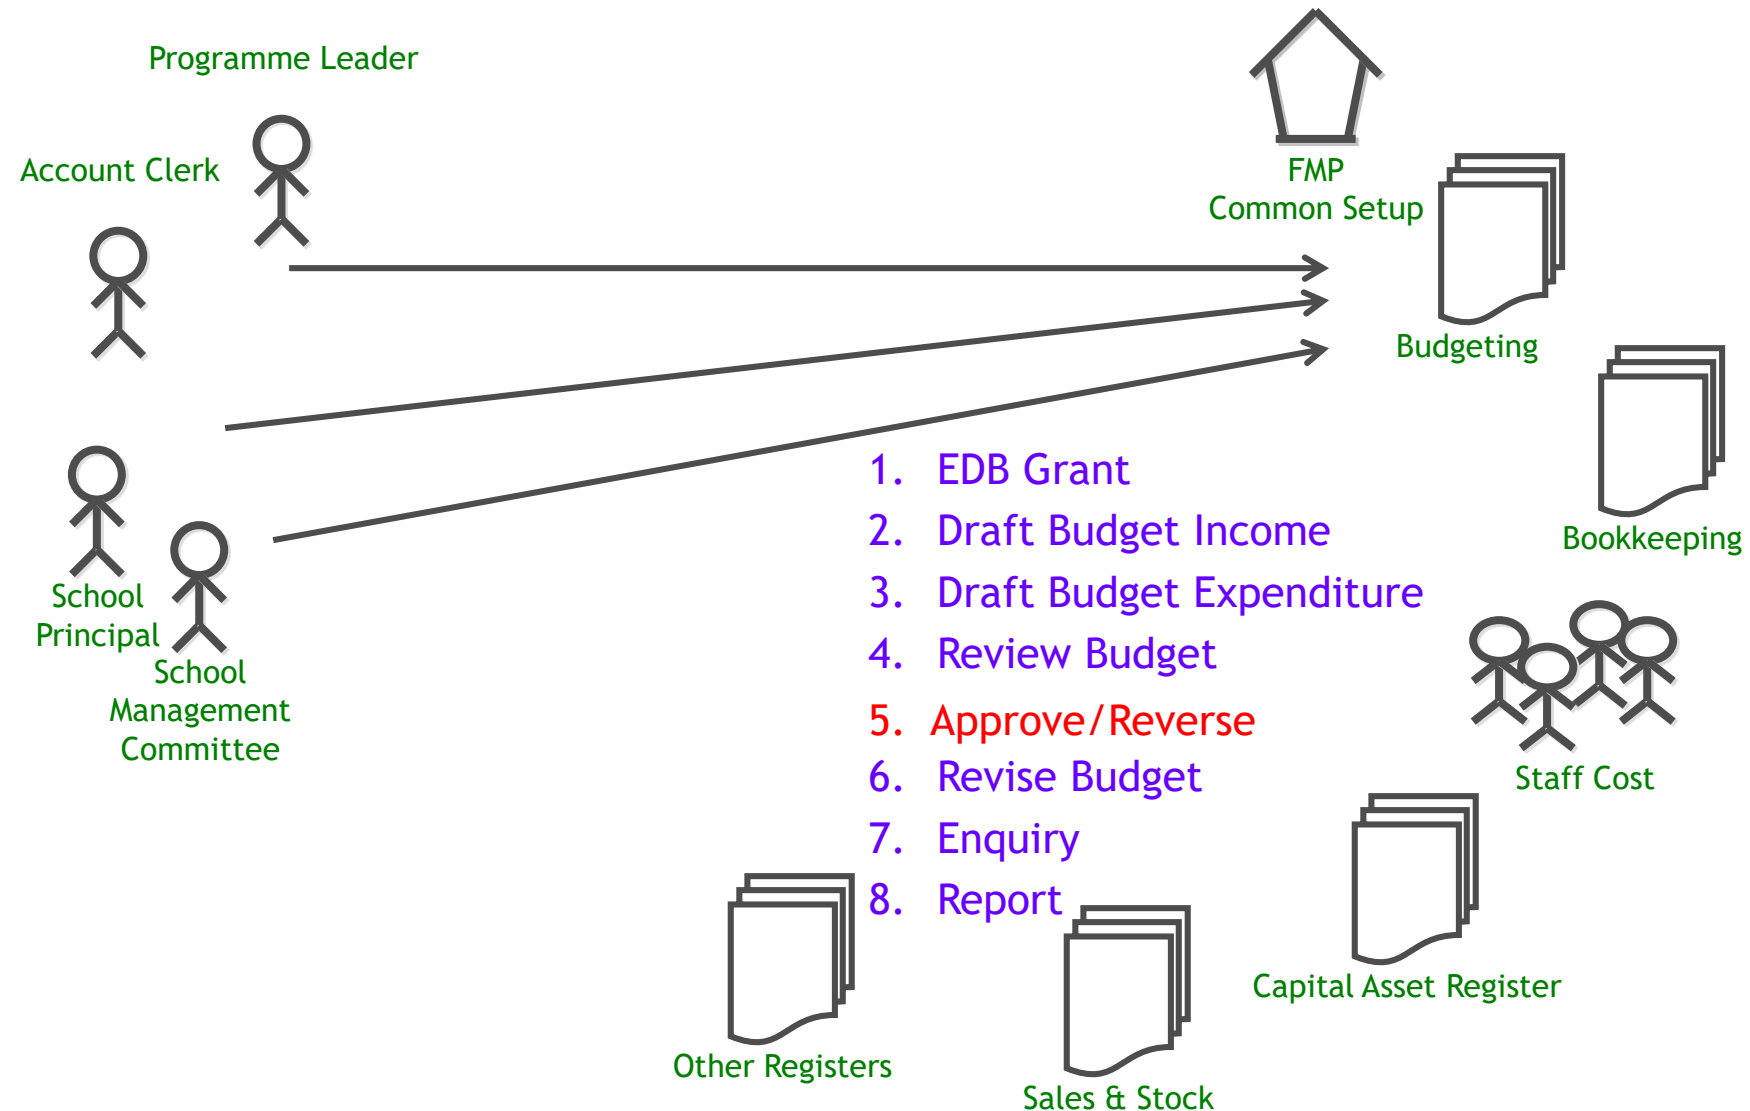 Programme Leader
Account Clerk
FMP
Common Setup
Budgeting
Bookkeeping
School
Principal
School
Management
Committee
1. EDB Grant
2. Draft Budget Income
3. Draft Budget Expenditure
4. Review Budget
5. Approve/Reverse
6. Revise Budget
7. Enquiry
8. Report
Staff Cost
Capital Asset Register
Other Registers
Sales & Stock